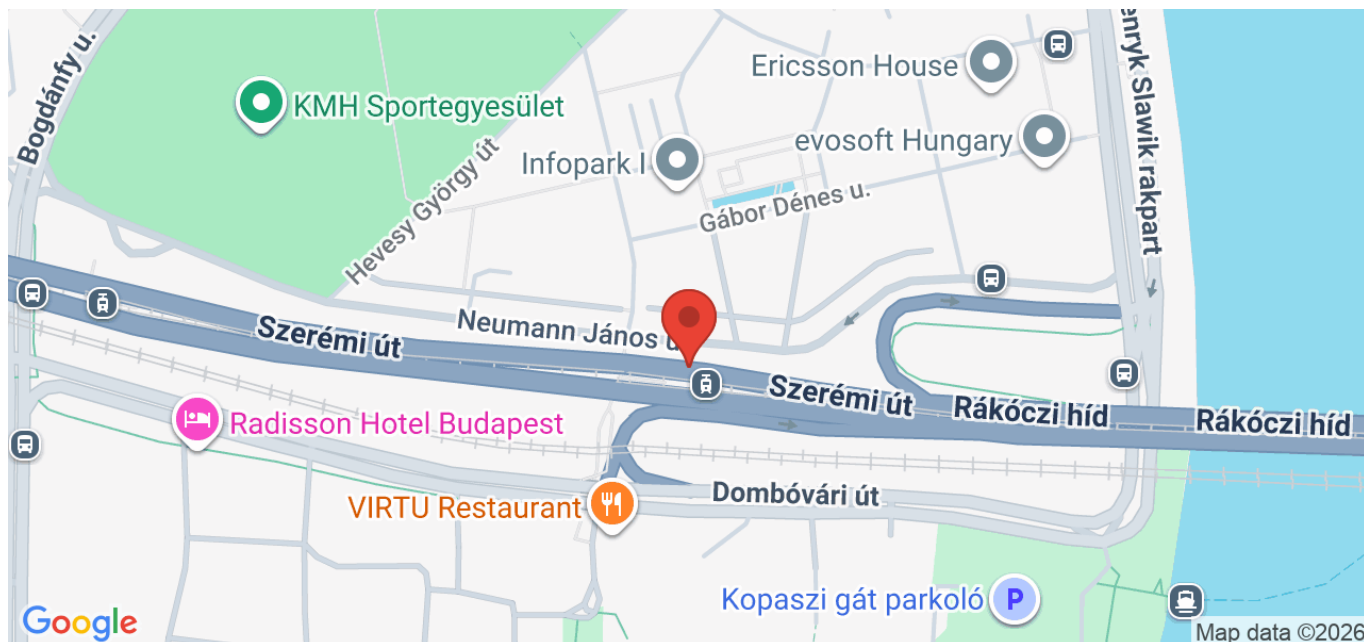 Bogdánfy u.
KMH Sportegyesület
Hevesy György út
Ericsson House
evosoft Hungary
Infopark I
Gábor Dénes u.
enryk Slawik rakpart
Neumann János u
Szerémi út
Szerémi út
Rákóczi híd
Rákóczi híd
Radisson Hotel Budapest
VIRTU Restaurant
Dombóvári út
Kopaszi gát parkoló
P
Google
Map data ©2026